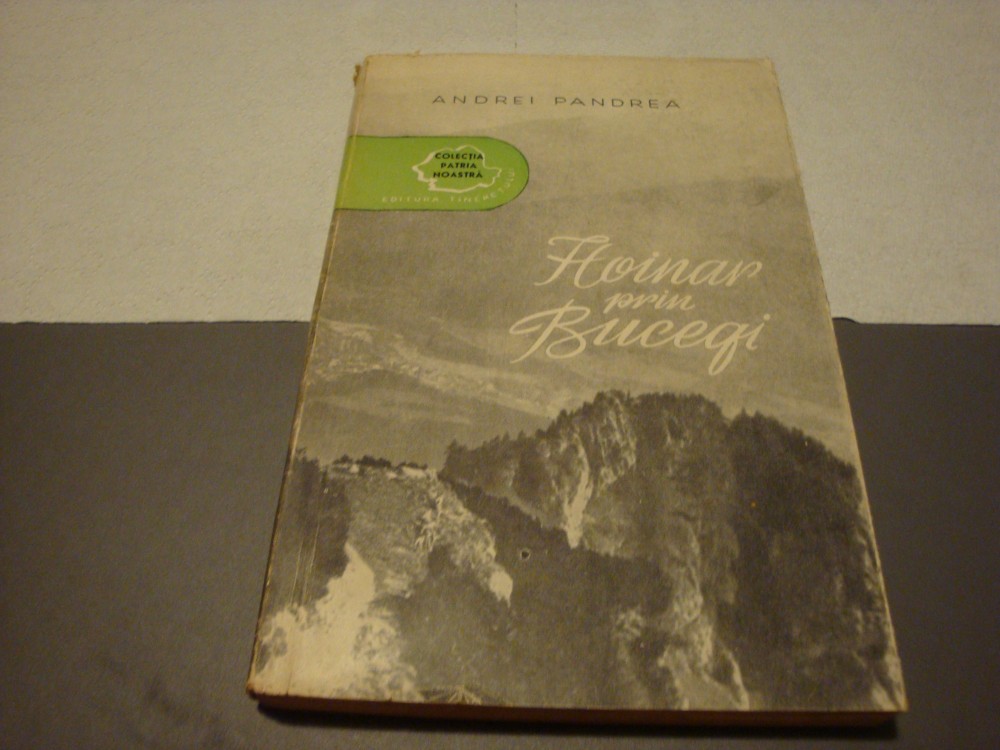 ANDREI PANDREA
COLECȚIA
PATRIA
NOASTRĂ
EDITURA TINERETULUI
Hoinar
prin
Bucegi